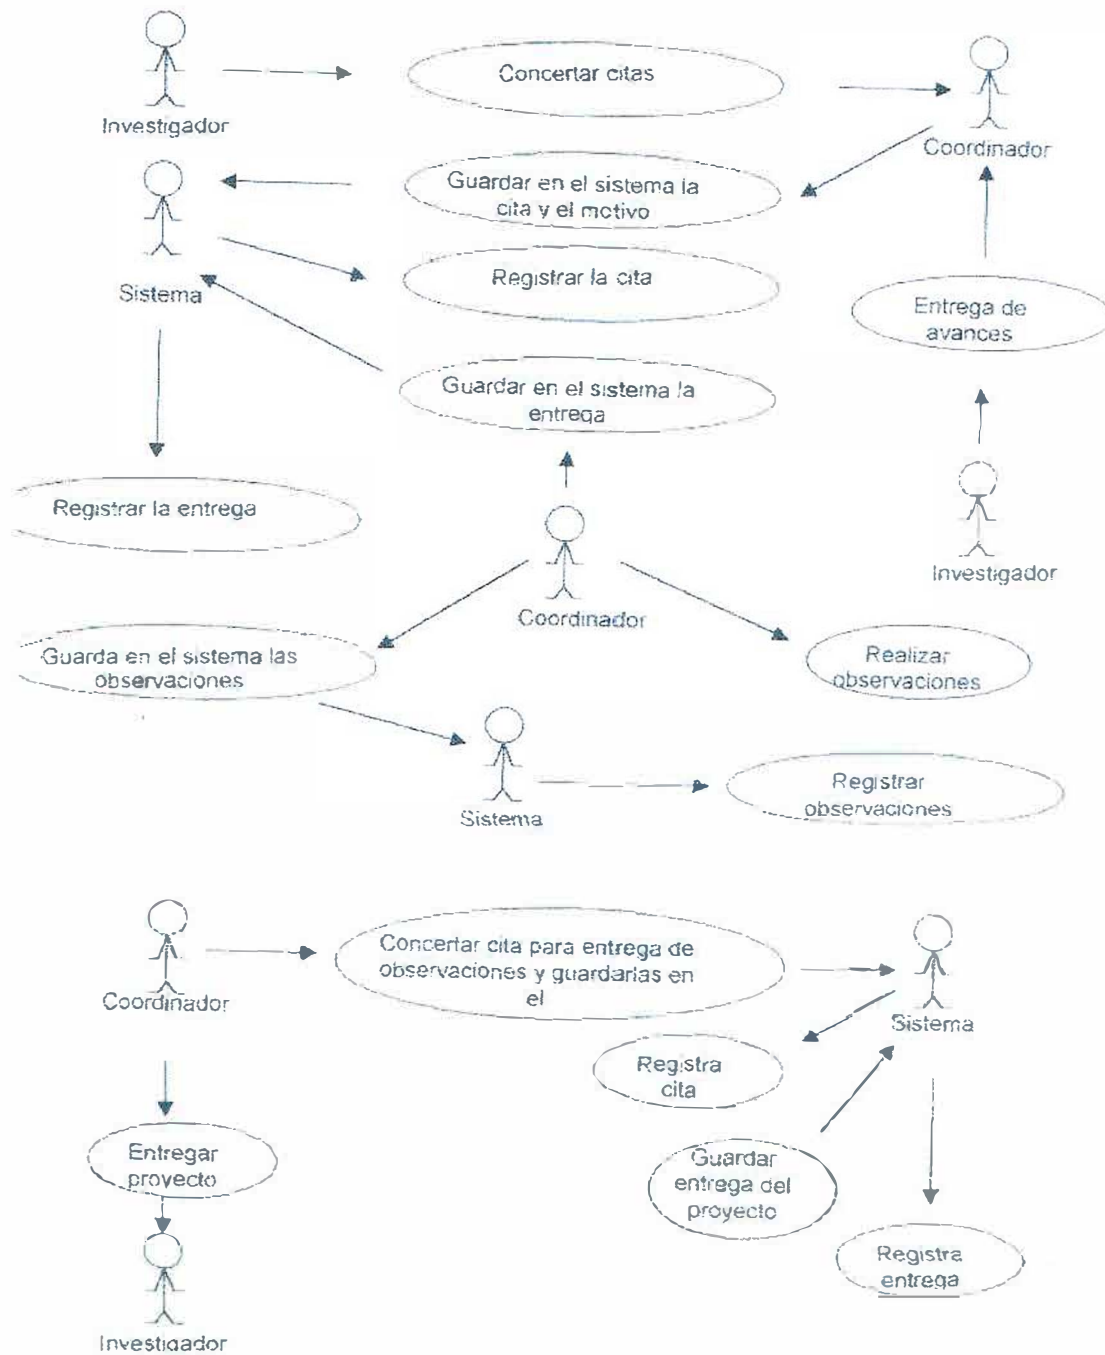 Concertar citas
Investigador
Coordinador
Guardar en el sistema la
cita y el motivo
Sistema
Registrar la cita
Entrega de
avances
Guardar en el sistema la
entrega
Registrar la entrega
Investigador
Coordinador
Guarda en el sistema las
observaciones
Realizar
observaciones
Sistema
Registrar
observaciones
Coordinador
Concertar cita para entrega de
observaciones y guardarlas en
el
Sistema
Registra
cita
Entregar
proyecto
Guardar
entrega del
proyecto
Registra
entrega
Investigador